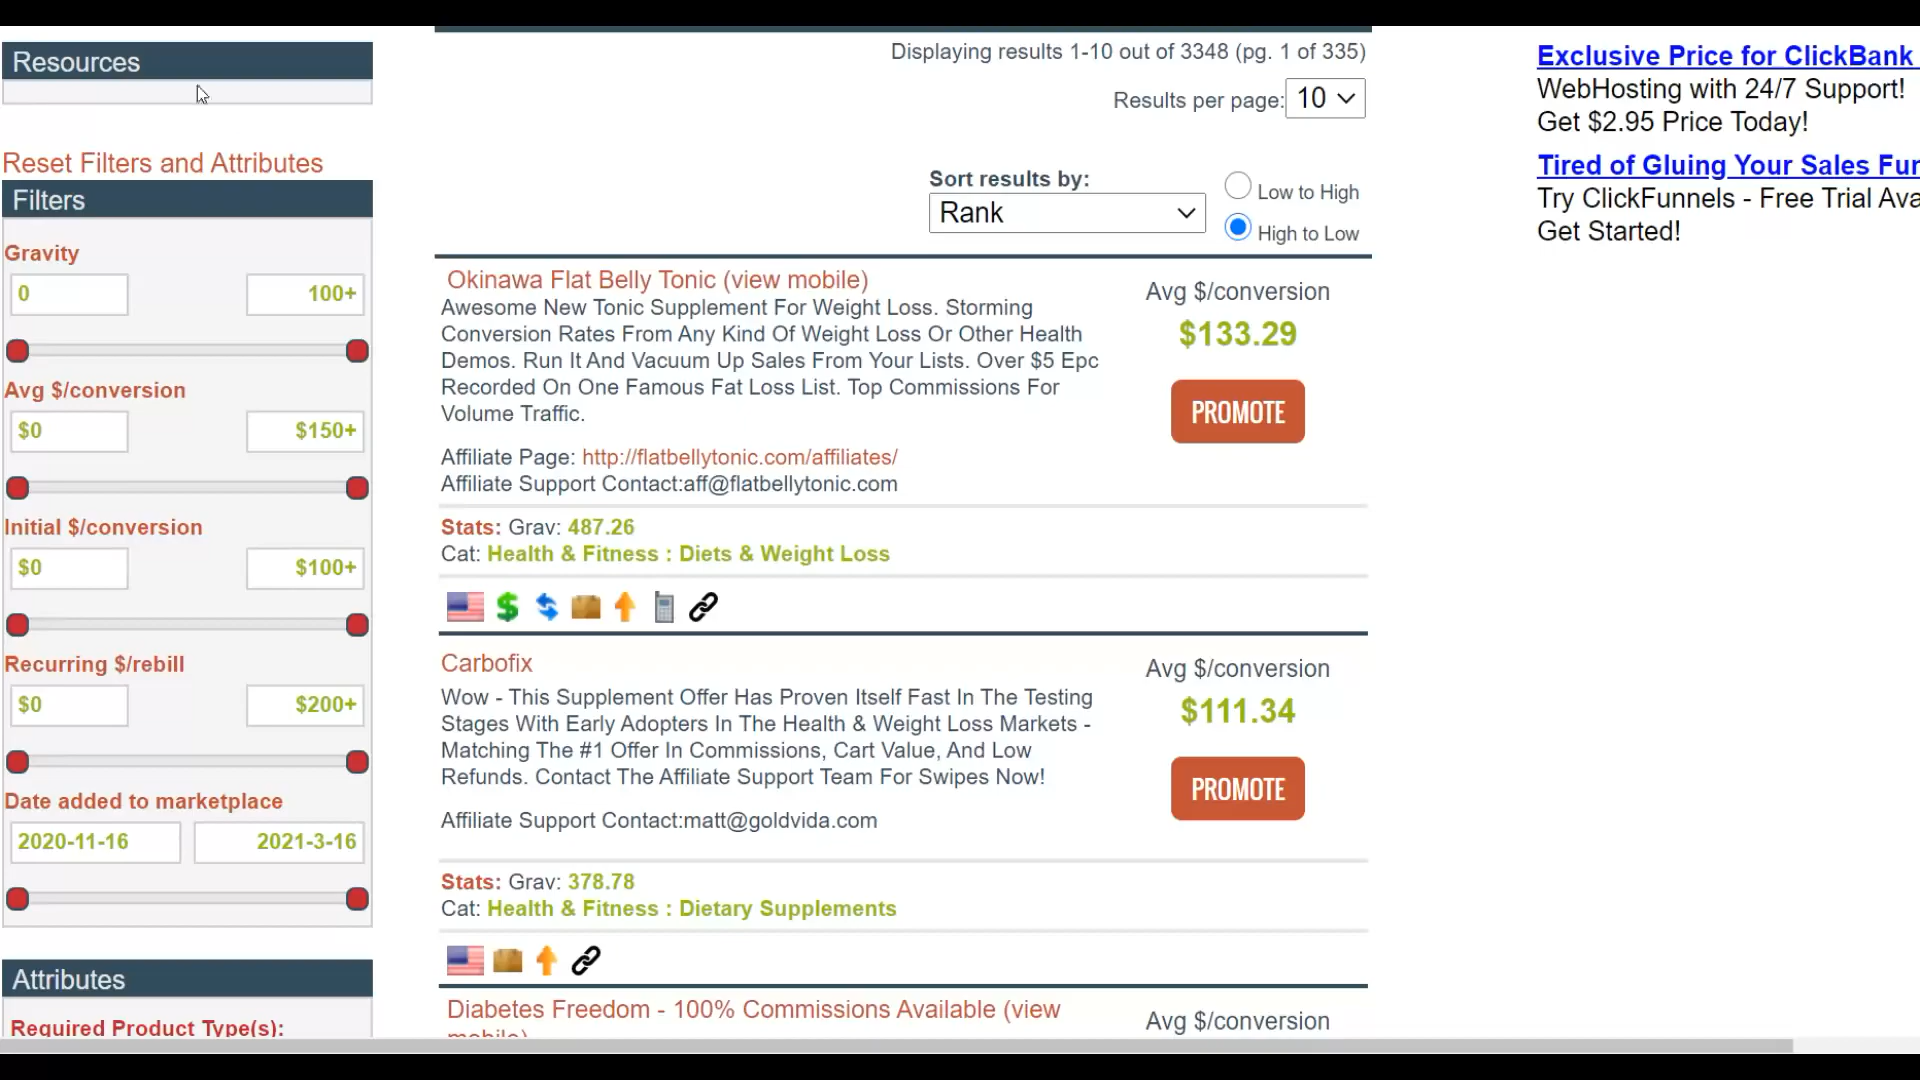 Resources
Reset Filters and Attributes
Filters
Gravity
0 100+
Avg $/conversion
$0 $150+
Initial $/conversion
$0 $100+
Recurring $/rebill
$0 $200+
Date added to marketplace
2020-11-16 2021-3-16
Attributes
Required Product Type(s):
Displaying results 1-10 out of 3348 (pg. 1 of 335)
Results per page: 10
Sort results by:
Rank
Low to High
High to Low
Okinawa Flat Belly Tonic (view mobile)
Awesome New Tonic Supplement For Weight Loss. Storming
Conversion Rates From Any Kind Of Weight Loss Or Other Health
Demos. Run It And Vacuum Up Sales From Your Lists. Over $5 Epc
Recorded On One Famous Fat Loss List. Top Commissions For
Volume Traffic.
Affiliate Page: http://flatbellytonic.com/affiliates/
Affiliate Support Contact:aff@flatbellytonic.com
Avg $/conversion
$133.29
PROMOTE
Stats: Grav: 487.26
Cat: Health & Fitness : Diets & Weight Loss
Carbofix
Wow - This Supplement Offer Has Proven Itself Fast In The Testing
Stages With Early Adopters In The Health & Weight Loss Markets -
Matching The #1 Offer In Commissions, Cart Value, And Low
Refunds. Contact The Affiliate Support Team For Swipes Now!
Affiliate Support Contact:matt@goldvida.com
Avg $/conversion
$111.34
PROMOTE
Stats: Grav: 378.78
Cat: Health & Fitness : Dietary Supplements
Diabetes Freedom - 100% Commissions Available (view
mobile)
Avg $/conversion
Exclusive Price for ClickBank
WebHosting with 24/7 Support!
Get $2.95 Price Today!
Tired of Gluing Your Sales Fun
Try ClickFunnels - Free Trial Ava
Get Started!